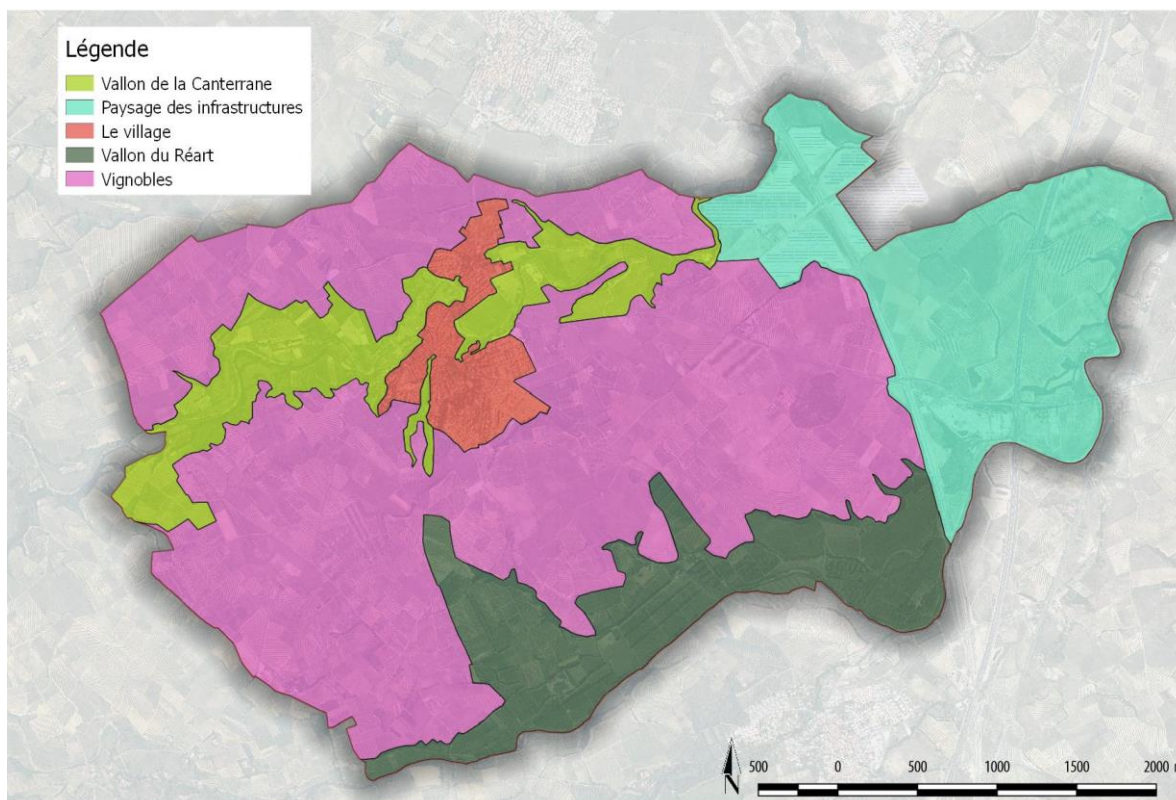 Légende
Vallon de la Canterrane
Paysage des infrastructures
Le village
Vallon du Réart
Vignobles
N
500 0 500 1000 1500 2000 m